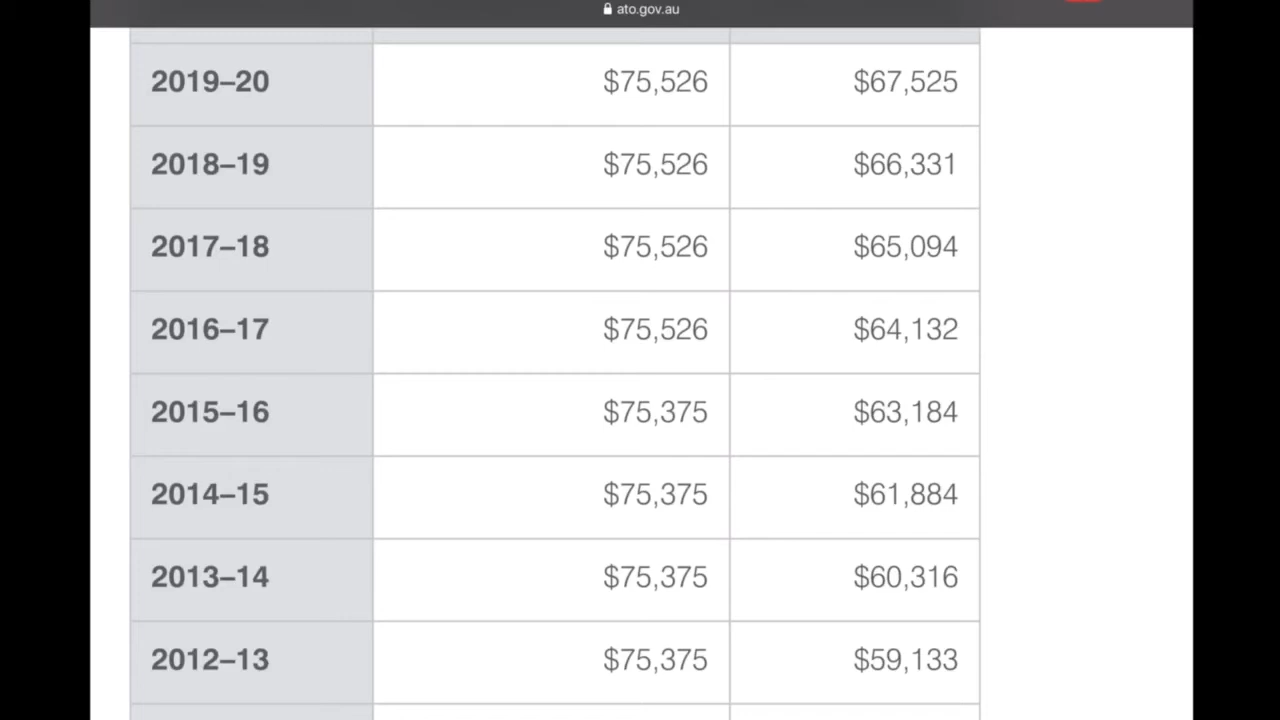 ato.gov.au
2019–20 $75,526 $67,525
2018–19 $75,526 $66,331
2017–18 $75,526 $65,094
2016–17 $75,526 $64,132
2015–16 $75,375 $63,184
2014–15 $75,375 $61,884
2013–14 $75,375 $60,316
2012–13 $75,375 $59,133